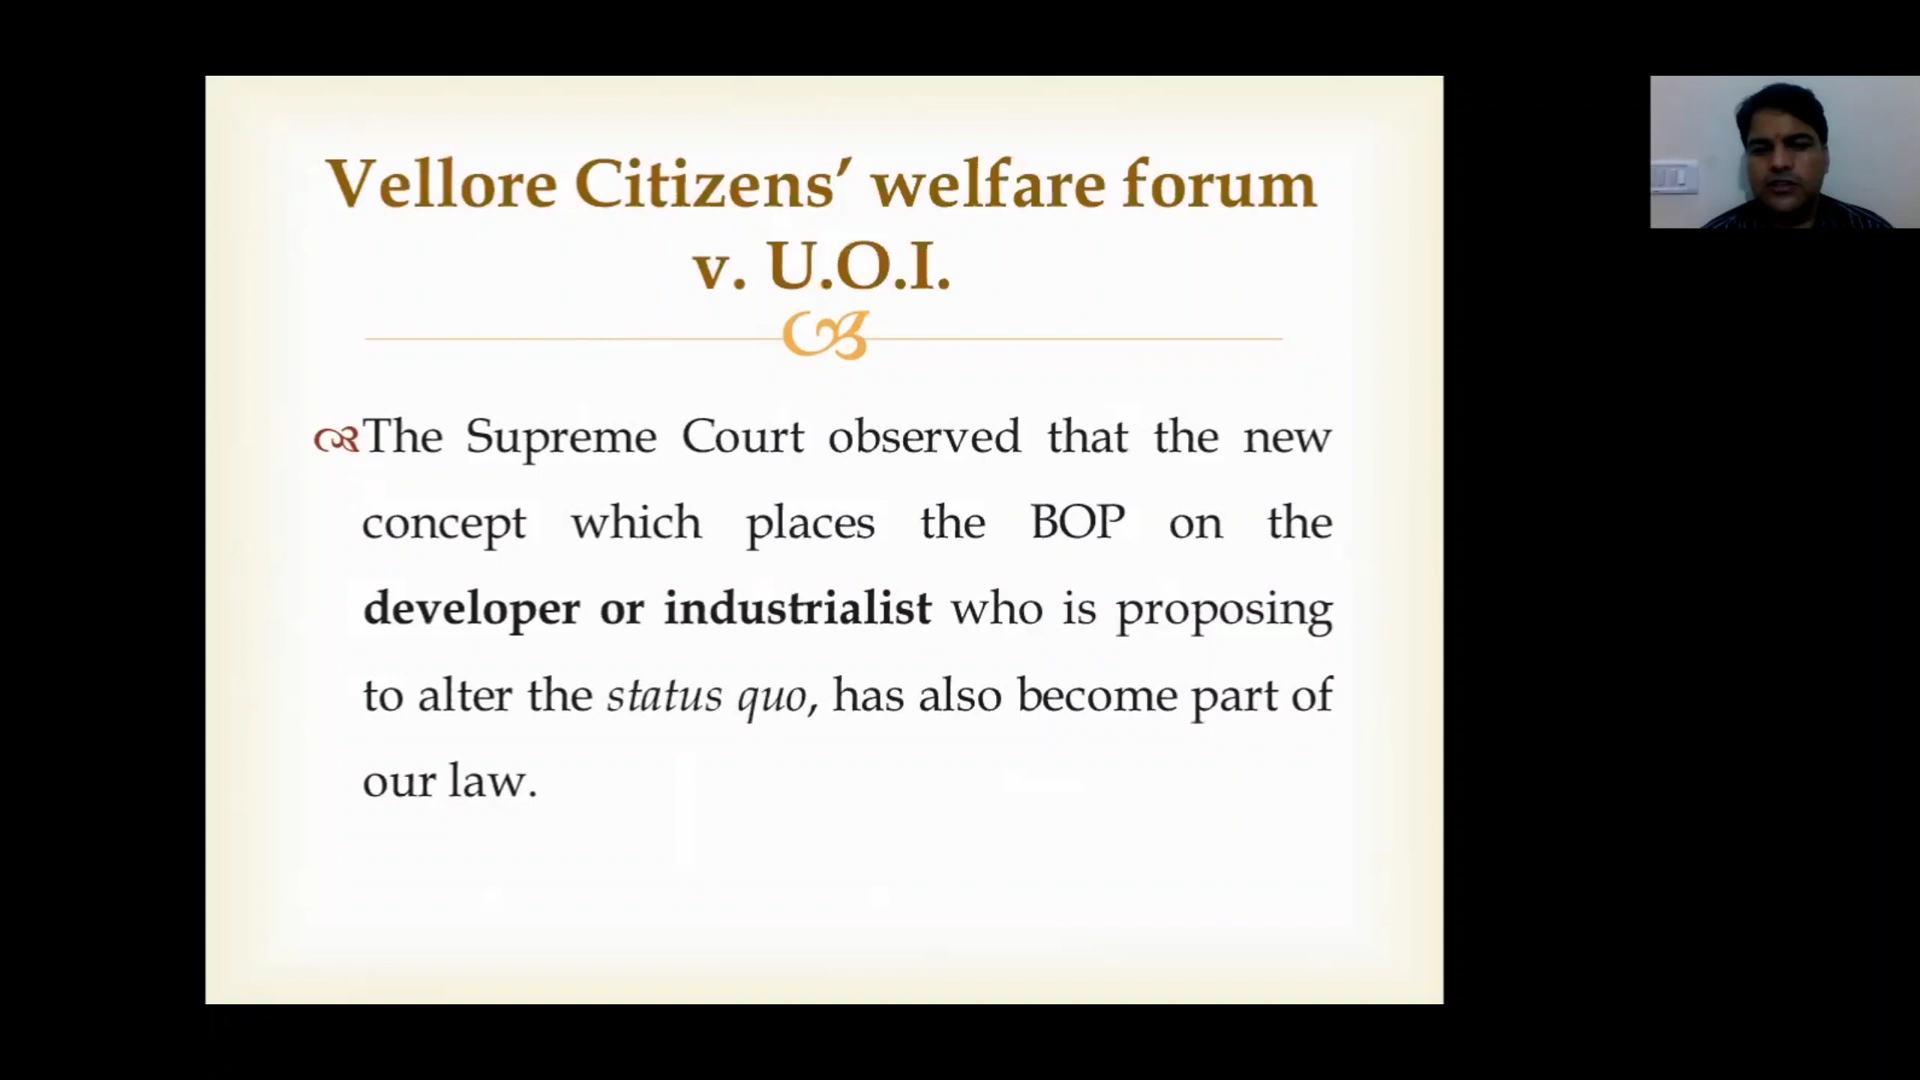 Vellore Citizens’ welfare forum
v. U.O.I.
The Supreme Court observed that the new
concept which places the BOP on the
developer or industrialist who is proposing
to alter the status quo, has also become part of
our law.